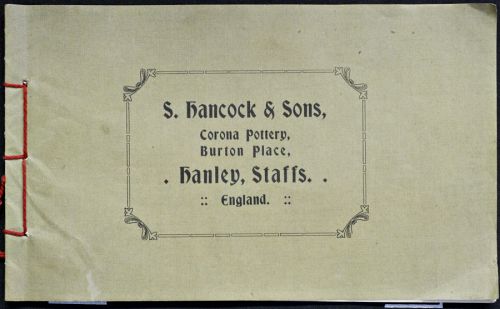 S. Hancock & Sons,
Corona Pottery,
Burton Place,
. Hanley, Staffs. .
:: England. ::